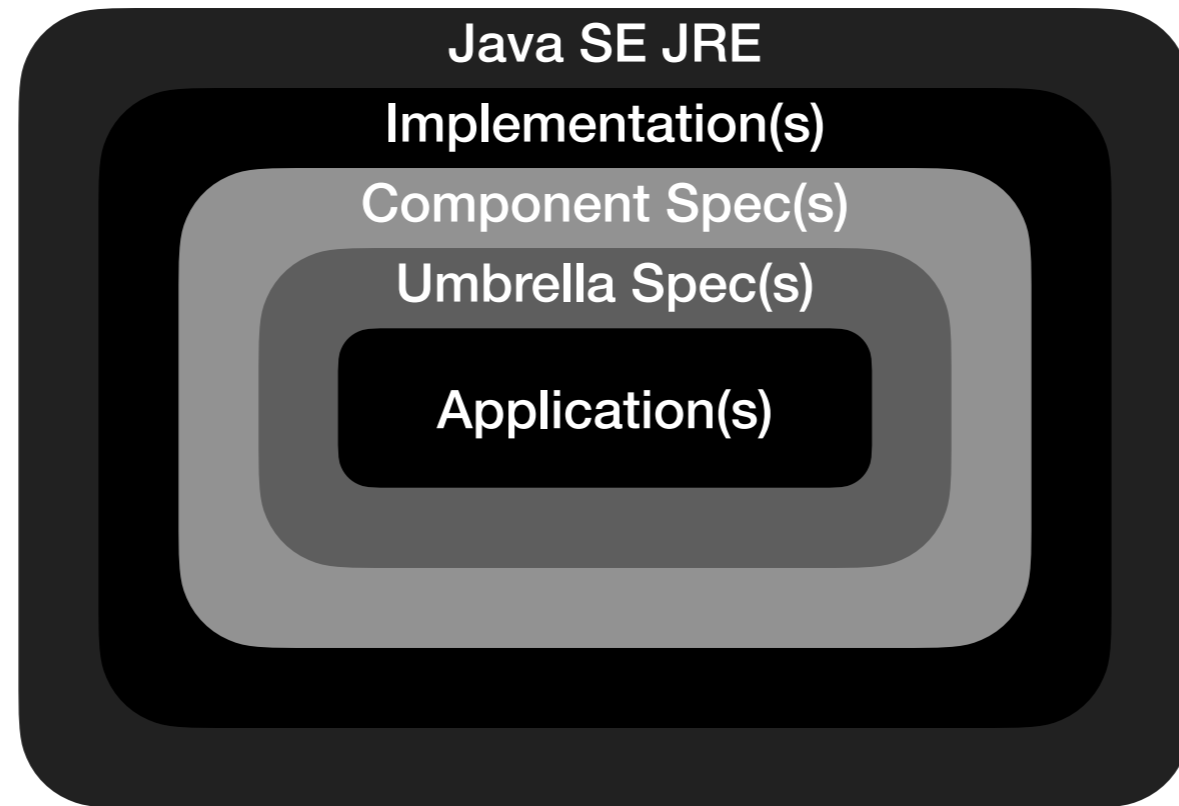 Java SE JRE
Implementation(s)
Component Spec(s)
Umbrella Spec(s)
Application(s)